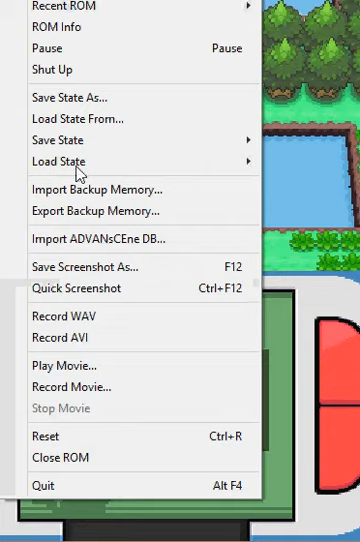 Recent ROM
ROM Info
Pause Pause
Shut Up
Save State As...
Load State From...
Save State
Load State
Import Backup Memory...
Export Backup Memory...
Import ADVANsCEne DB...
Save Screenshot As... F12
Quick Screenshot Ctrl+F12
Record WAV
Record AVI
Play Movie...
Record Movie...
Stop Movie
Reset Ctrl+R
Close ROM
Quit Alt F4